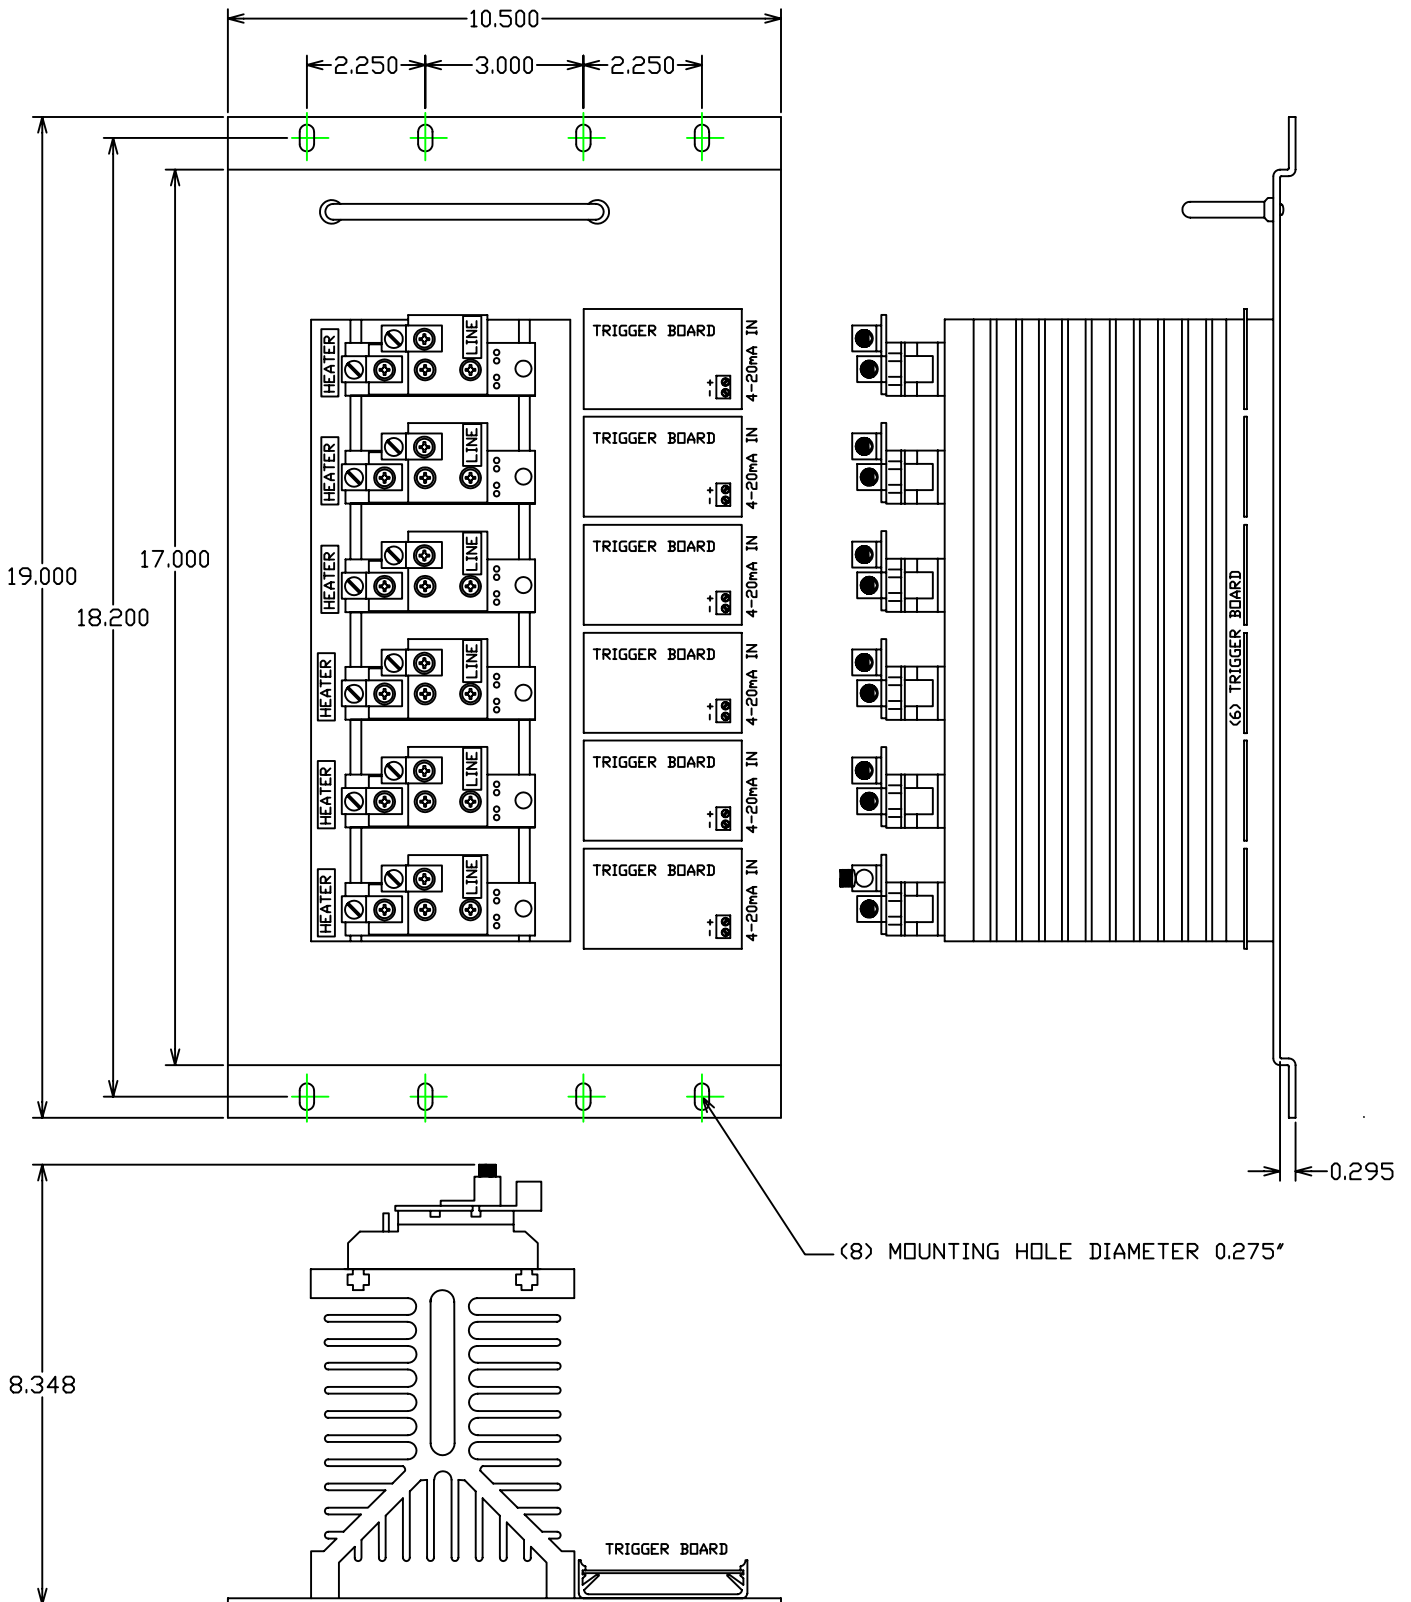 10.500
2.250
3.000
2.250
19.000
18.200
17.000
HEATER
LINE
TRIGGER BOARD
- +
4-20mA IN
HEATER
LINE
TRIGGER BOARD
- +
4-20mA IN
HEATER
LINE
TRIGGER BOARD
- +
4-20mA IN
HEATER
LINE
TRIGGER BOARD
- +
4-20mA IN
HEATER
LINE
TRIGGER BOARD
- +
4-20mA IN
HEATER
LINE
TRIGGER BOARD
- +
4-20mA IN
(6) TRIGGER BOARD
0.295
(8) MOUNTING HOLE DIAMETER 0.275"
8.348
TRIGGER BOARD